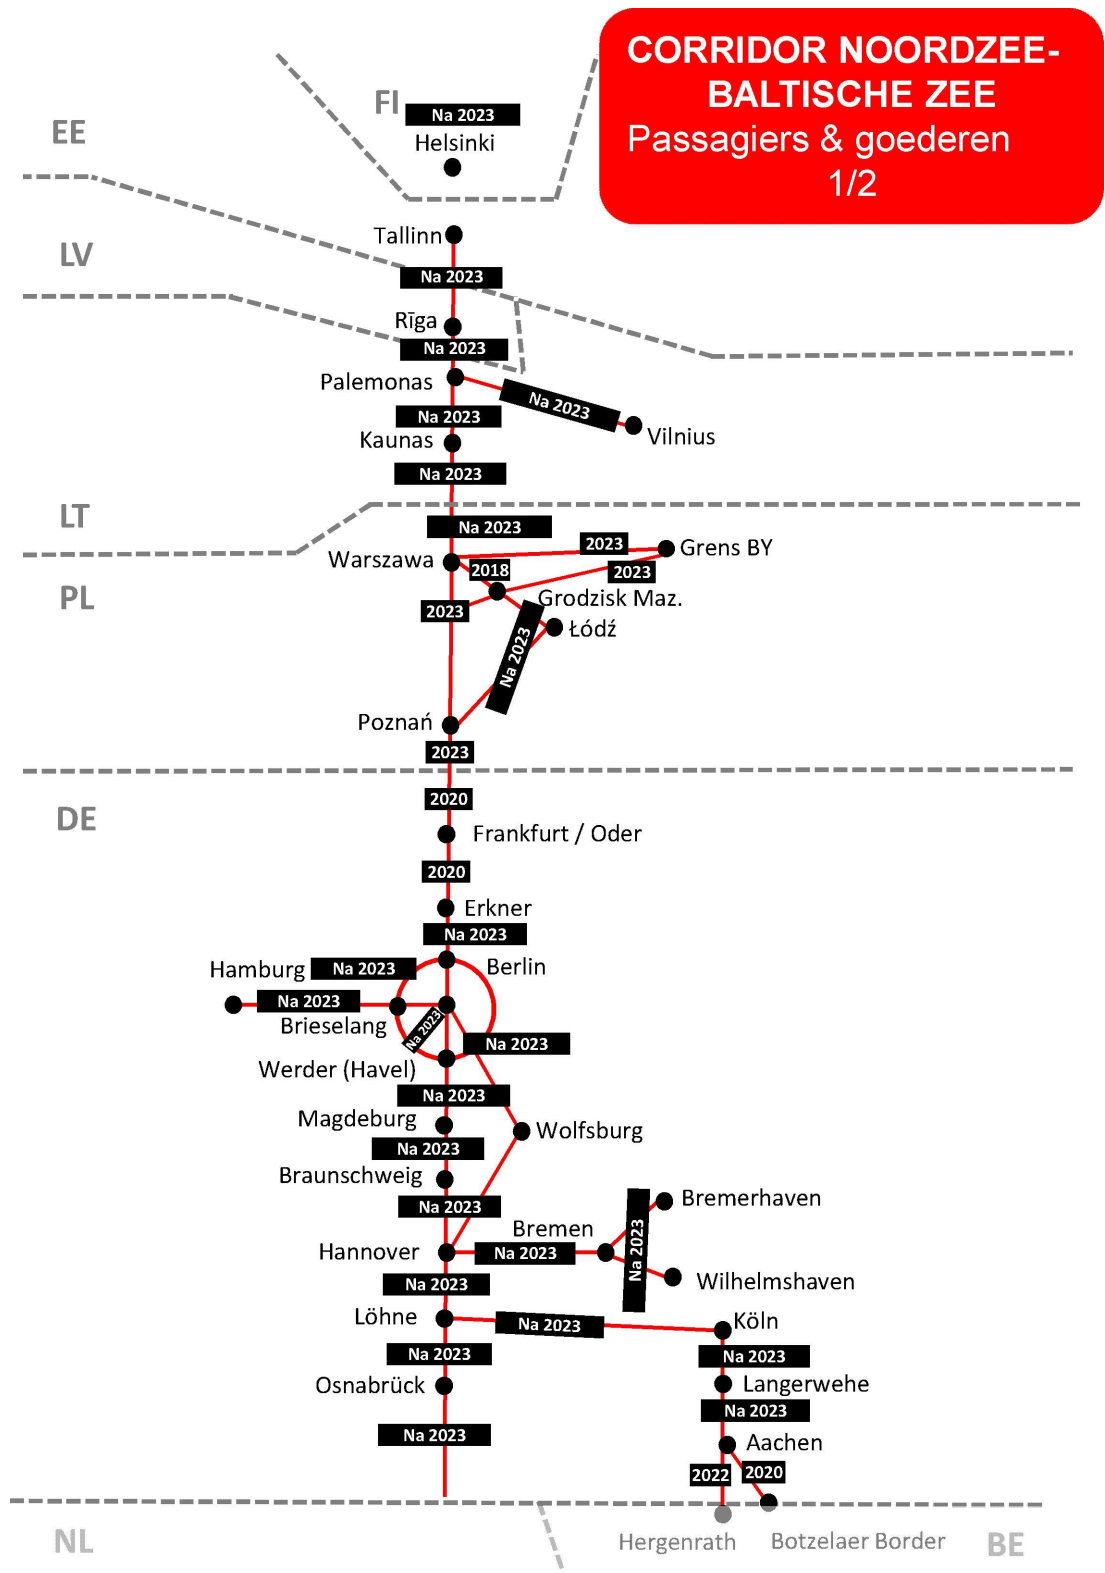 CORRIDOR NOORDZEE-
BALTISCHE ZEE
Passagiers & goederen
1/2
FI
Na 2023
Helsinki
EE
Tallinn
LV
Na 2023
Rīga
Na 2023
Palemonas
Na 2023
Vilnius
Na 2023
Kaunas
Na 2023
LT
Na 2023
Warszawa
2023
Grens BY
2018
2023
PL
Grodzisk Maz.
2023
Łódź
Na 2023
Poznań
2023
DE
2020
Frankfurt / Oder
2020
Erkner
Na 2023
Hamburg
Na 2023
Berlin
Na 2023
Brieselang
Na 2023
Na 2023
Werder (Havel)
Na 2023
Magdeburg
Wolfsburg
Na 2023
Braunschweig
Na 2023
Bremerhaven
Bremen
Na 2023
Hannover
Na 2023
Wilhelmshaven
Na 2023
Löhne
Na 2023
Köln
Na 2023
Na 2023
Osnabrück
Langerwehe
Na 2023
Na 2023
Aachen
2022
2020
NL
Hergenrath
Botzelaer Border
BE